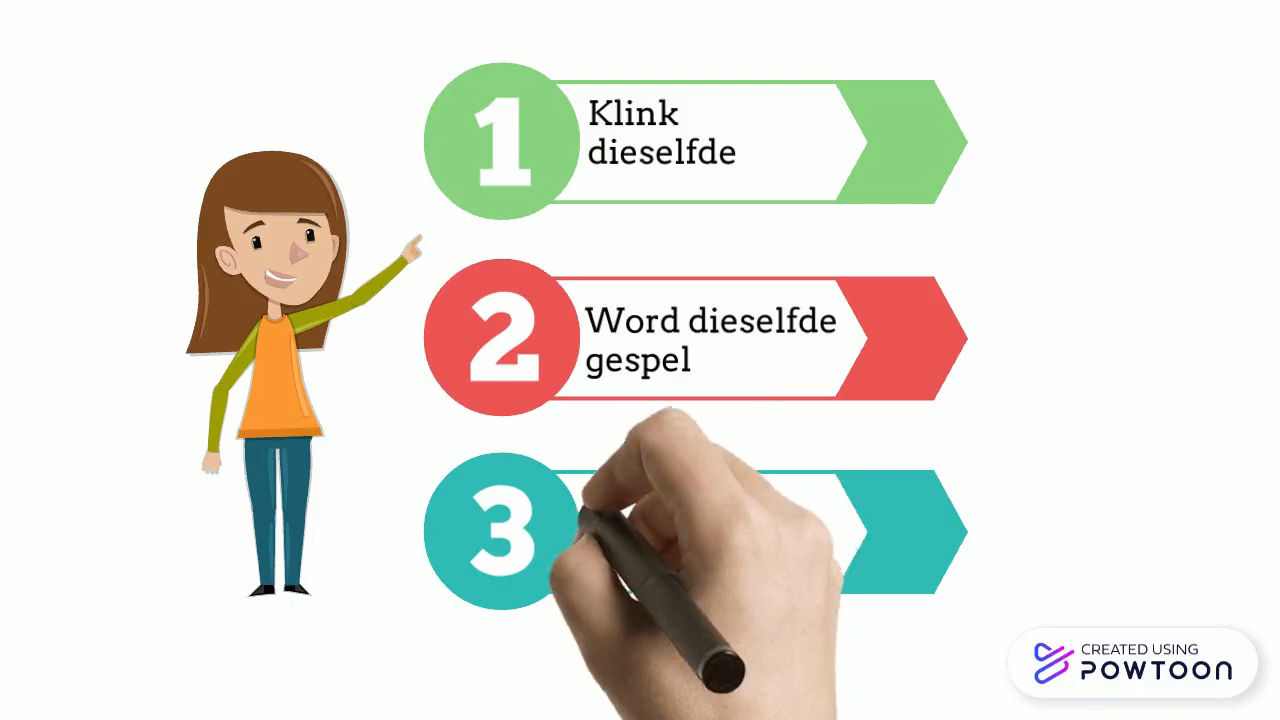 1
Klink
dieselfde
2
Word dieselfde
gespel
3
CREATED USING
POWTOON